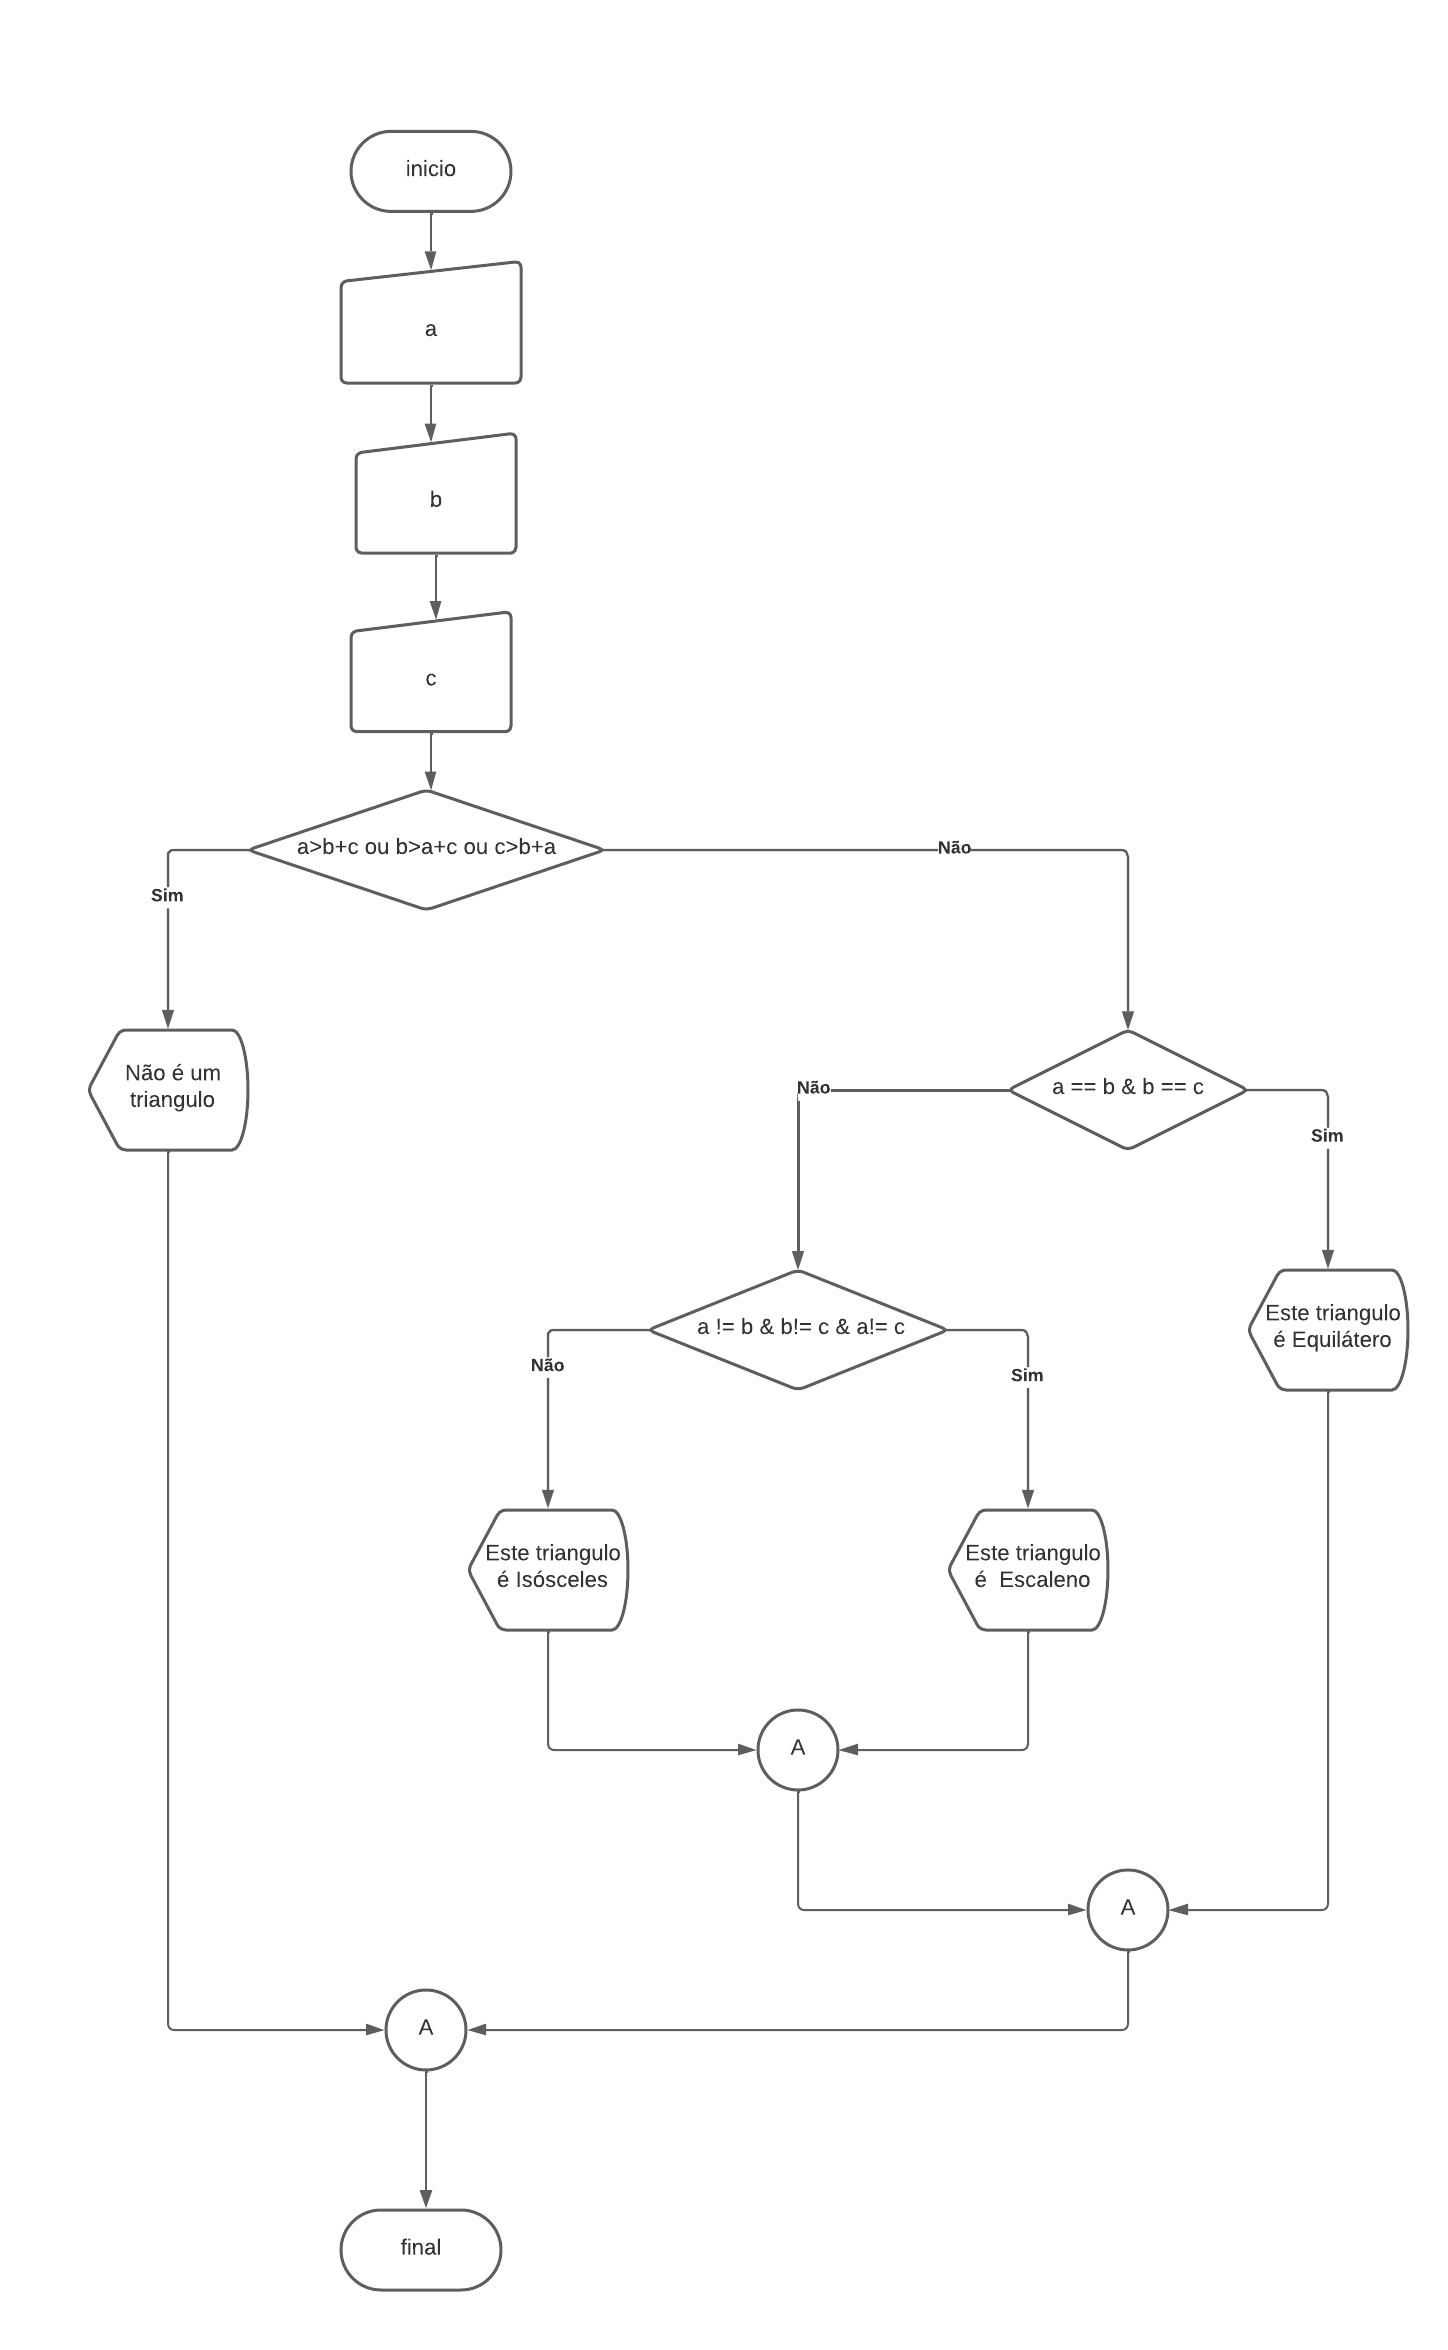 inicio
a
b
c
a>b+c ou b>a+c ou c>b+a
Não
Sim
Não é um
triangulo
a == b & b == c
Não
Sim
Este triangulo
é Equilátero
a != b & b!= c & a!= c
Não
Sim
Este triangulo
é Isósceles
Este triangulo
é  Escaleno
A
A
A
final